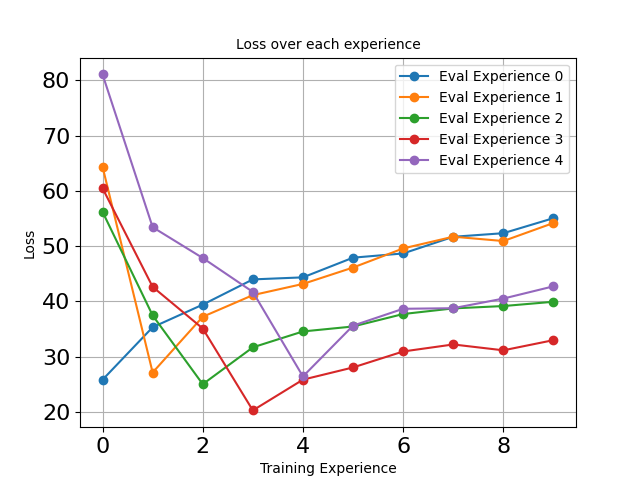 Loss over each experience
80
70
60
50
40
30
20
Loss
Eval Experience 0
Eval Experience 1
Eval Experience 2
Eval Experience 3
Eval Experience 4
0 2 4 6 8
Training Experience